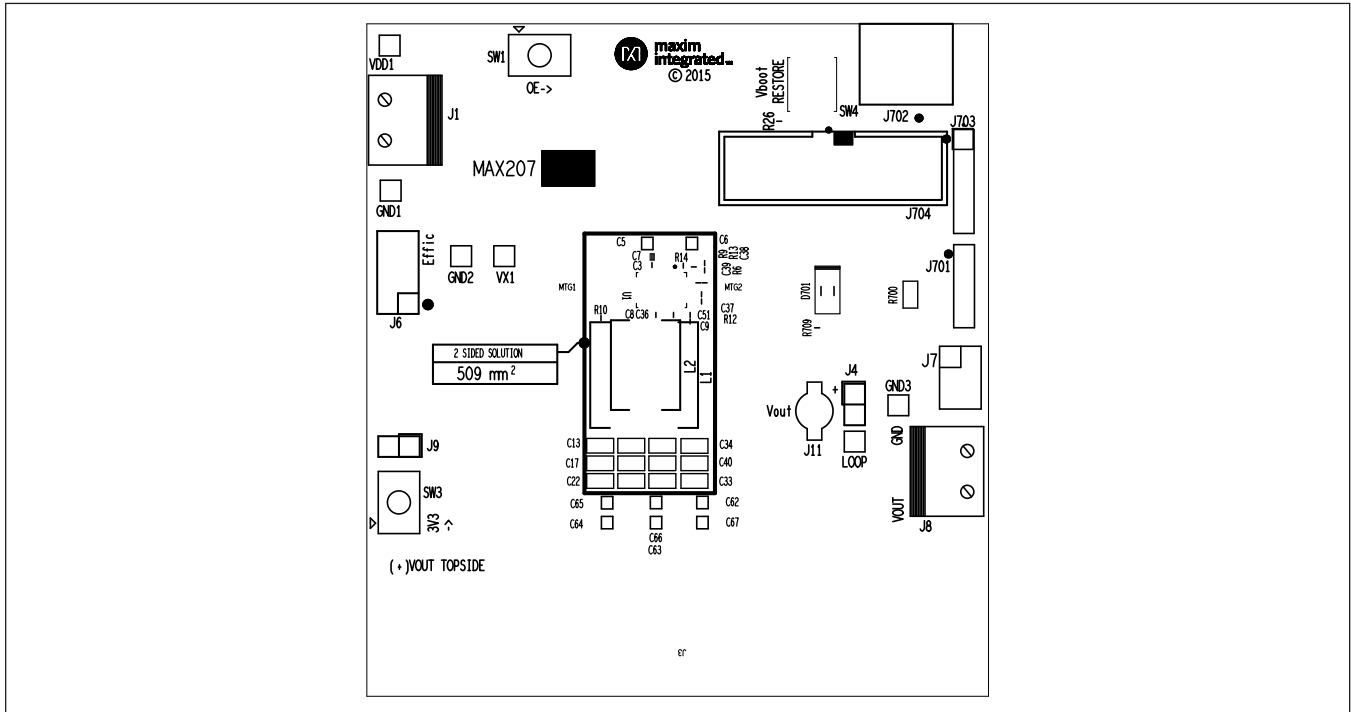 maxim
integrated™
© 2015
VDD1
SW1
OE->
J1
Vboot
RESTORE
SW4
R26
J702
J703
MAX207
J704
GND1
Effic
GND2
VX1
J6
C5
C6
C7
C3
R14
R9
R13
C38
C39
R6
MTG1
MTG2
U1
R10
C8
C36
C51
C9
C37
R12
D701
R700
R709
J701
2 SIDED SOLUTION
509 mm²
L2
L1
J7
J4
+
GND3
Vout
J11
LOOP
GND
VOUT
J8
J9
SW3
3V3
->
C13
C34
C17
C40
C22
C33
C65
C62
C64
C67
C66
C63
(+)VOUT TOPSIDE
J3